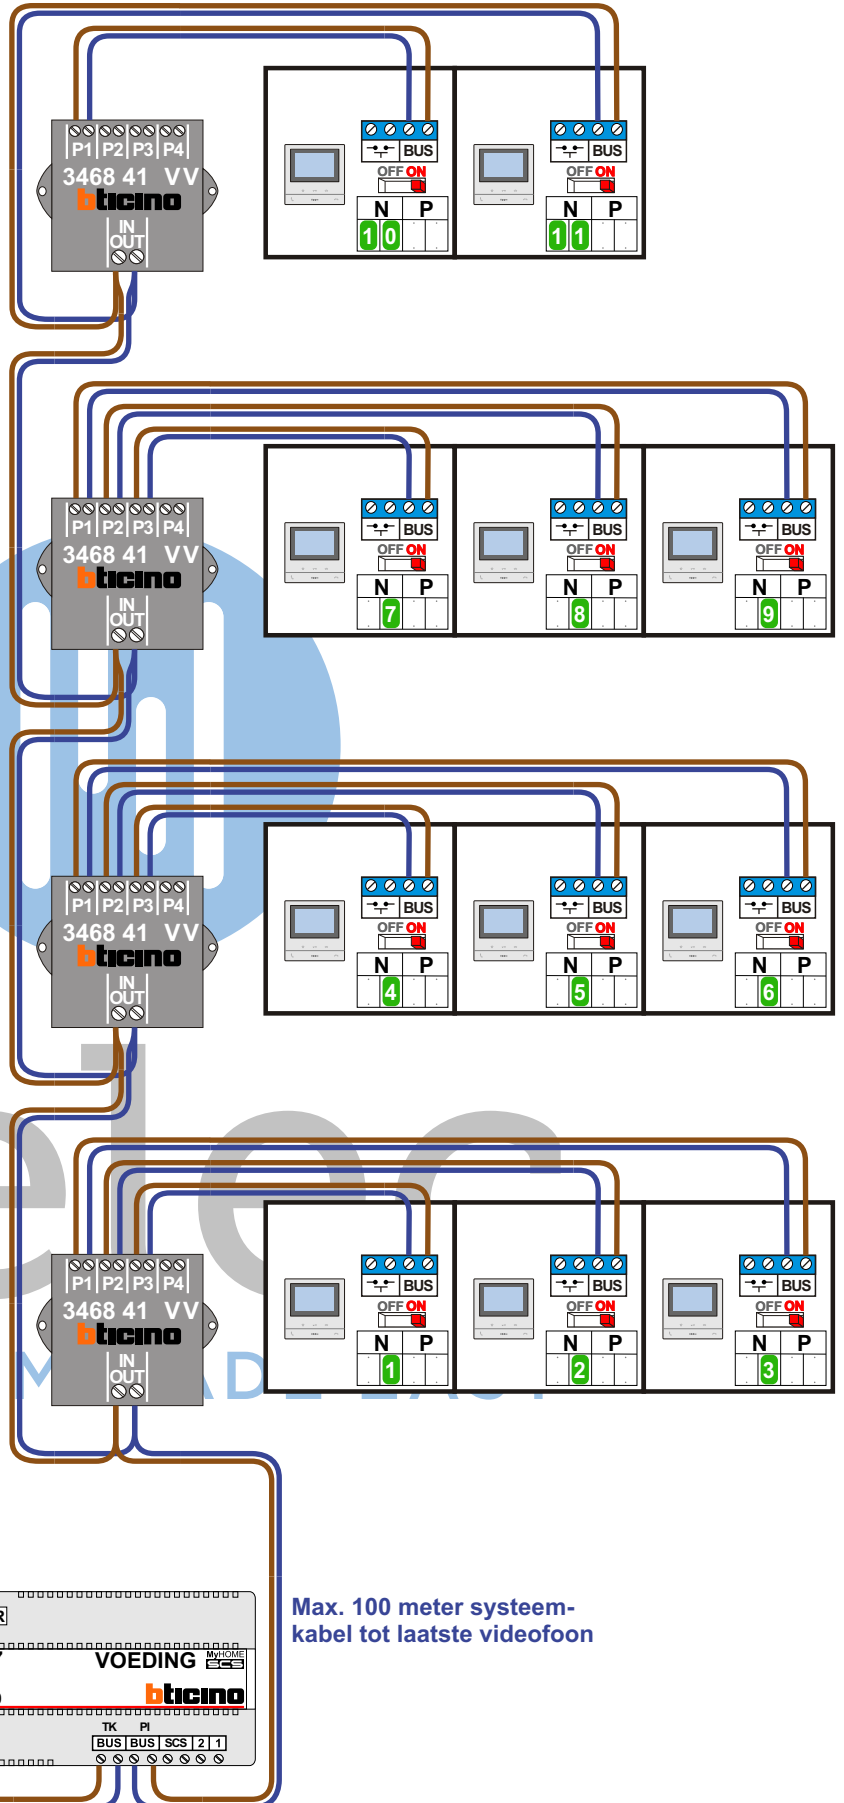 P1 P2 P3 P4
3468 41 VV
bticino
IN
OUT
BUS
OFF ON
N P
1 0
BUS
OFF ON
N P
1 1
P1 P2 P3 P4
3468 41 VV
bticino
IN
OUT
BUS
OFF ON
N P
7
BUS
OFF ON
N P
8
BUS
OFF ON
N P
9
P1 P2 P3 P4
3468 41 VV
bticino
IN
OUT
BUS
OFF ON
N P
4
BUS
OFF ON
N P
5
BUS
OFF ON
N P
6
elec
P1 P2 P3 P4
3468 41 VV
bticino
IN
OUT
BUS
OFF ON
N P
1
BUS
OFF ON
N P
2
BUS
OFF ON
N P
3
Max. 100 meter systeem-
kabel tot laatste videofoon
R
VOEDING MyHOME SCS
bticino
TK PI
BUS BUS SCS 2 1